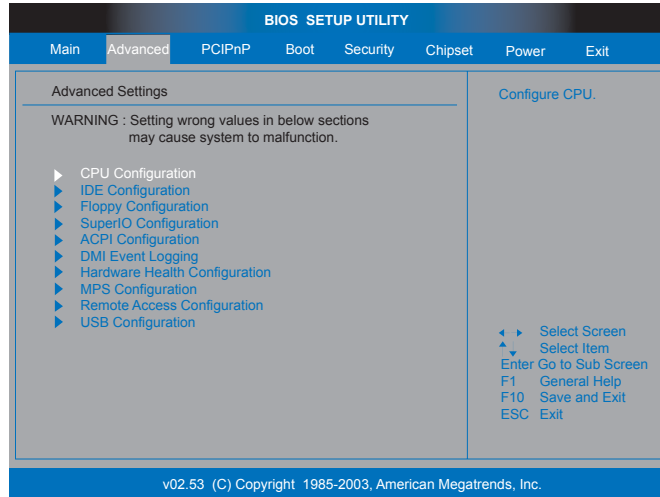 BIOS SETUP UTILITY
Main Advanced PCIPnP Boot Security Chipset Power Exit
Advanced Settings
WARNING : Setting wrong values in below sections
may cause system to malfunction.
CPU Configuration
IDE Configuration
Floppy Configuration
SuperIO Configuration
ACPI Configuration
DMI Event Logging
Hardware Health Configuration
MPS Configuration
Remote Access Configuration
USB Configuration
Configure CPU.
Select Screen
Select Item
Enter Go to Sub Screen
F1 General Help
F10 Save and Exit
ESC Exit
v02.53 (C) Copyright 1985-2003, American Megatrends, Inc.